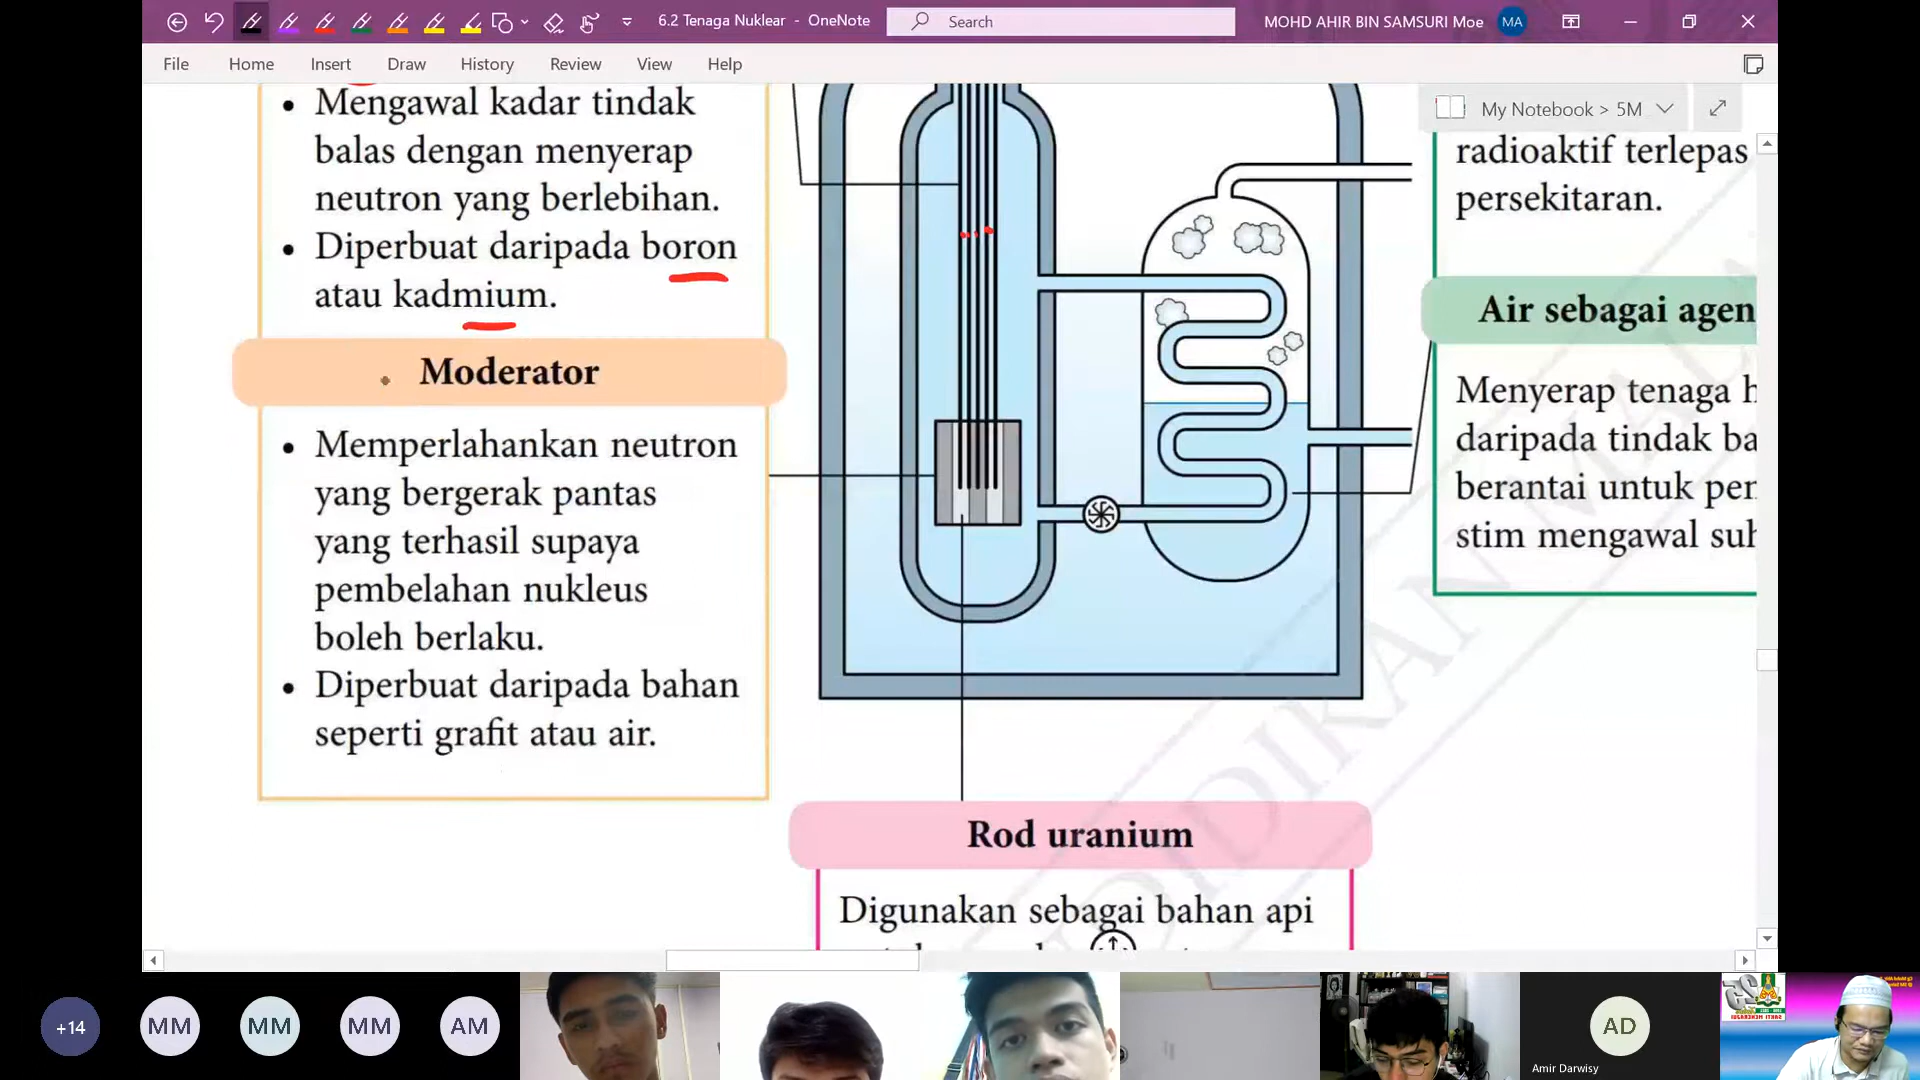 6.2 Tenaga Nuklear - OneNote
Search
MOHD AHIR BIN SAMSURI Moe
MA
File Home Insert Draw History Review View Help
My Notebook > 5M
• Mengawal kadar tindak
balas dengan menyerap
neutron yang berlebihan.
• Diperbuat daripada boron
atau kadmium.
Moderator
• Memperlahankan neutron
yang bergerak pantas
yang terhasil supaya
pembelahan nukleus
boleh berlaku.
• Diperbuat daripada bahan
seperti grafit atau air.
radioaktif terlepas
persekitaran.
Air sebagai agen
Menyerap tenaga h
daripada tindak ba
berantai untuk per
stim mengawal suh
Rod uranium
Digunakan sebagai bahan api
+14
MM
MM
MM
AM
AD
Amir Darwisy